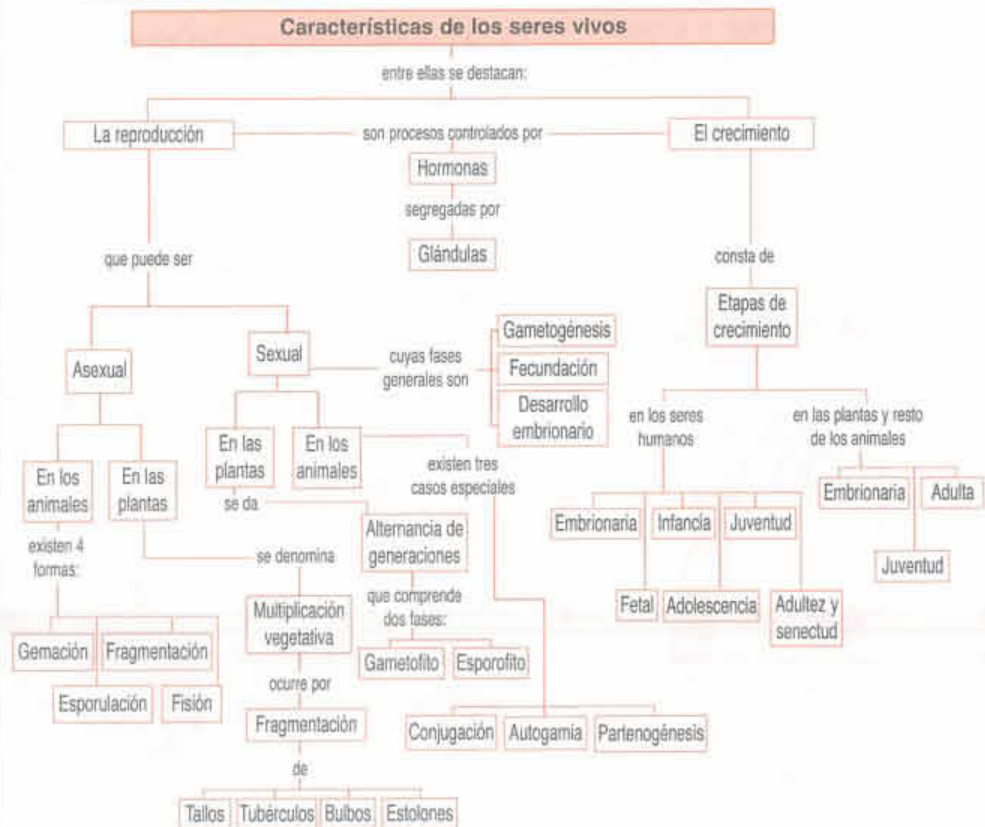 Características de los seres vivos
entre ellas se destacan:
La reproducción
son procesos controlados por
El crecimiento
Hormonas
segregadas por
Glándulas
que puede ser
consta de
Etapas de
crecimiento
Asexual
Sexual
cuyas fases
generales son
Gametogénesis
Fecundación
Desarrollo
embrionario
En los
animales
En las
plantas
En las
plantas
En los
animales
existen tres
casos especiales
en los seres
humanos
en las plantas y resto
de los animales
Embrionaria
Infancia
Juventud
Fetal
Adolescencia
Adultez y
senectud
Embrionaria
Adulta
Juventud
existen 4
formas:
se denomina
se da
Alternancia de
generaciones
que comprende
dos fases:
Gametofito
Esporofito
Gemación
Fragmentación
Esporulación
Fisión
Multiplicación
vegetativa
ocurre por
Fragmentación
de
Tallos
Tubérculos
Bulbos
Estolones
Conjugación
Autogamia
Partenogénesis